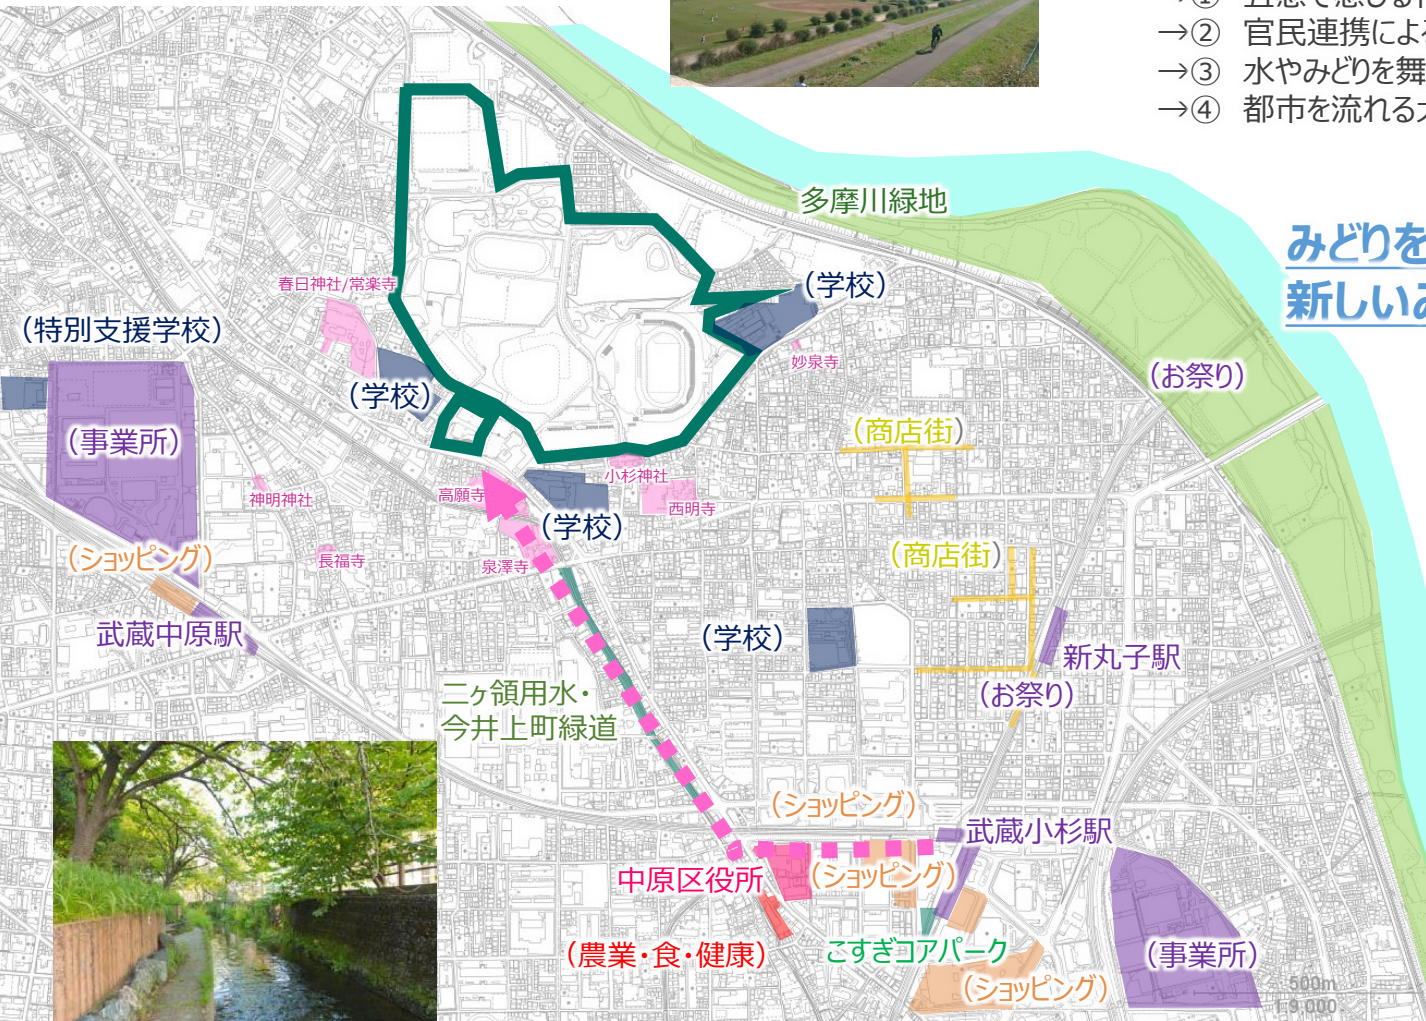 →②　官民連携によ
→③　水やみどりを舞
→④　都市を流れる
多摩川緑地
みどりを
新しいみ
春日神社/常楽寺
（学校）
（特別支援学校）
妙泉寺
（お祭り）
（学校）
（事業所）
（商店街）
小杉神社
神明神社
高願寺
西明寺
（学校）
（ショッピング）
長福寺
泉澤寺
（商店街）
武蔵中原駅
（学校）
新丸子駅
二ヶ領用水・
今井上町緑道
（お祭り）
（ショッピング）
武蔵小杉駅
中原区役所
（ショッピング）
（農業・食・健康）
こすぎコアパーク
（事業所）
（ショッピング）
500m
1:9,000